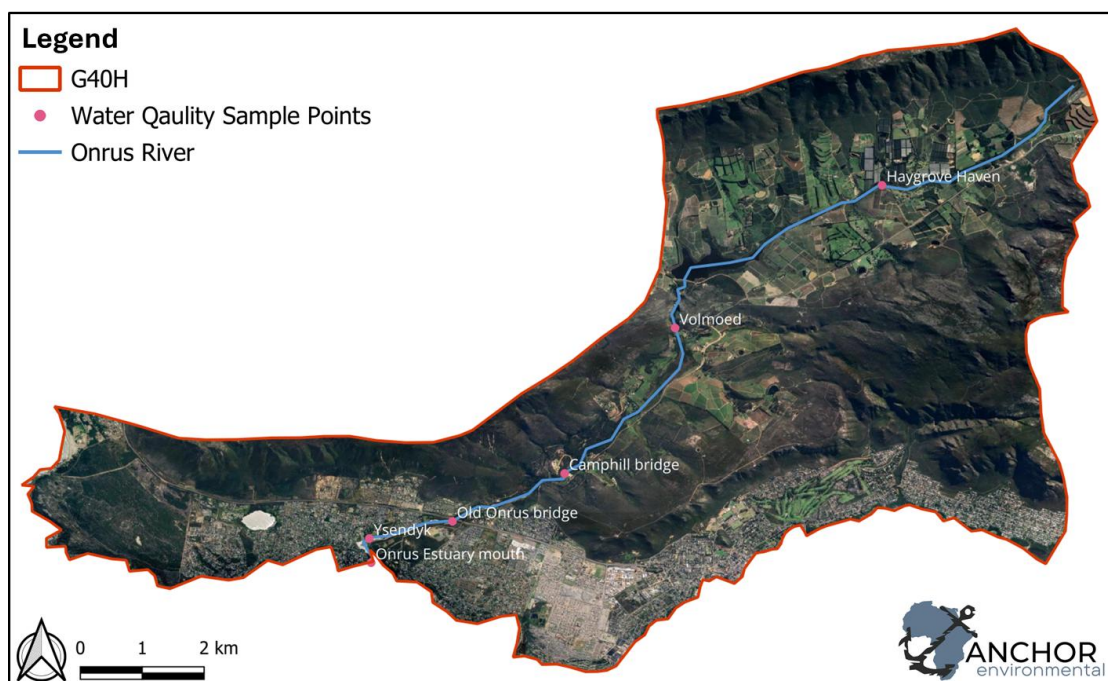 Legend
G40H
Water Qaulity Sample Points
Onrus River
Haygrove Haven
Volmoed
Camphill bridge
Old Onrus bridge
Ysendyk
Onrus Estuary mouth
0 1 2 km
ANCHOR
environmental